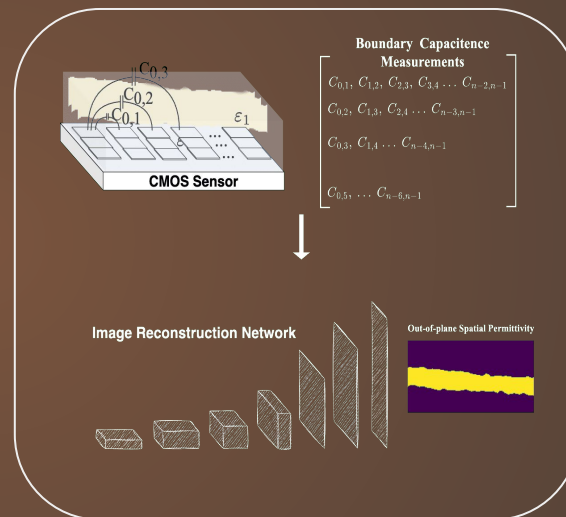 C₀,₃
C₀,₂
C₀,₁
ε₁
CMOS Sensor
Boundary Capacitence
Measurements
C₀,₁, C₁,₂, C₂,₃, C₃,₄ … Cₙ₋₂,ₙ₋₁
C₀,₂, C₁,₃, C₂,₄ … Cₙ₋₃,ₙ₋₁
C₀,₃, C₁,₄ … Cₙ₋₄,ₙ₋₁
C₀,₅, … Cₙ₋₆,ₙ₋₁
Image Reconstruction Network
Out-of-plane Spatial Permittivity